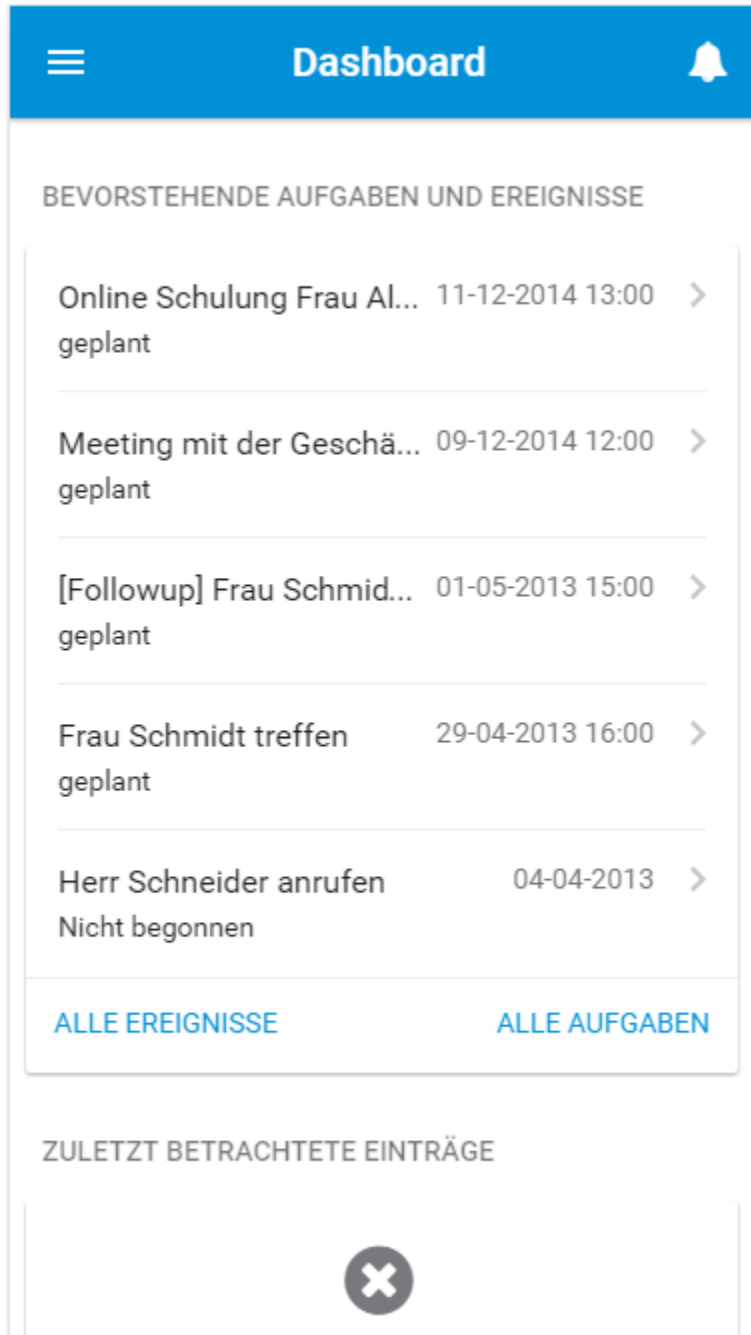 Dashboard
BEVORSTEHENDE AUFGABEN UND EREIGNISSE
Online Schulung Frau Al... 11-12-2014 13:00
geplant
Meeting mit der Geschä... 09-12-2014 12:00
geplant
[Followup] Frau Schmid... 01-05-2013 15:00
geplant
Frau Schmidt treffen 29-04-2013 16:00
geplant
Herr Schneider anrufen 04-04-2013
Nicht begonnen
ALLE EREIGNISSE ALLE AUFGABEN
ZULETZT BETRACHTETE EINTRÄGE